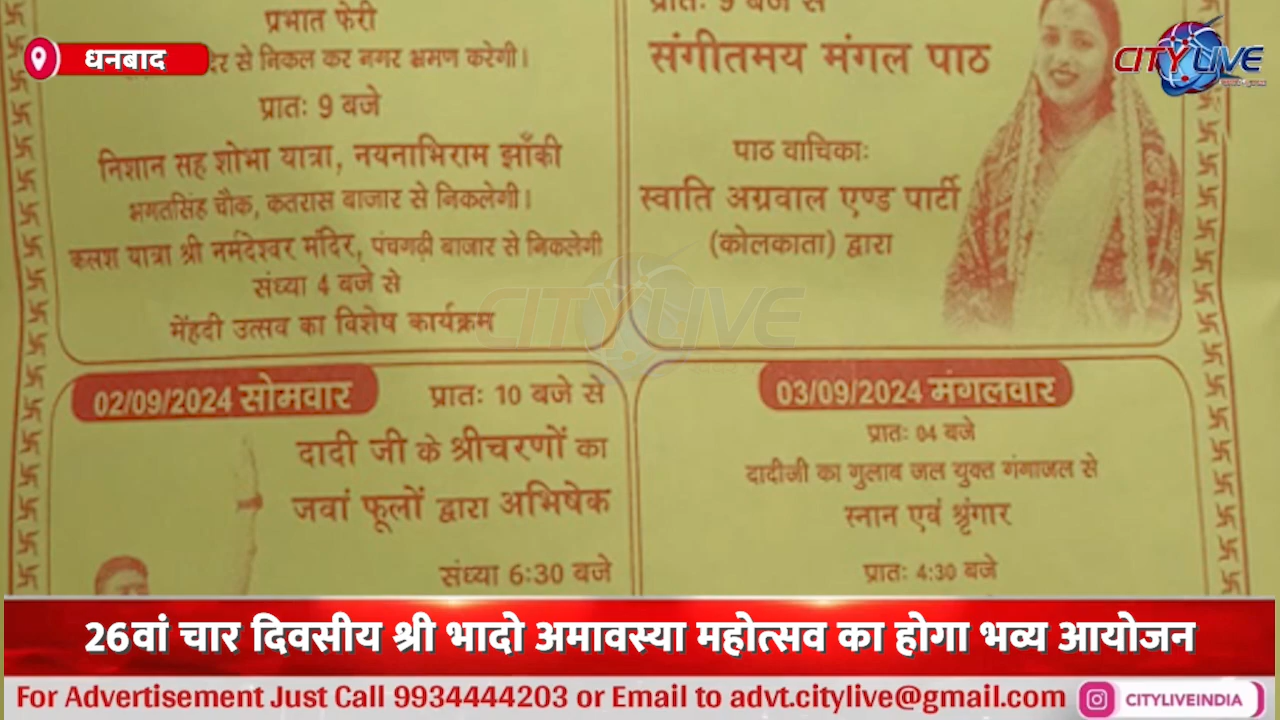 धनबाद
CITY LIVE
प्रभात फेरी
से निकल कर नगर भ्रमण करेगी।
प्रातः 9 बजे
निशान सह शोभा यात्रा, नयनाभिराम झाँकी
भगतसिंह चौक, कतरास बाजार से निकलेगी।
कलश यात्रा श्री नर्मदेश्वर मंदिर, पंचगढ़ी बाजार से निकलेगी
संध्या 4 बजे से
मेंहदी उत्सव का विशेष कार्यक्रम
प्रातः 9 बजे से
संगीतमय मंगल पाठ
पाठ वाचिकाः
स्वाति अग्रवाल एण्ड पार्टी
(कोलकाता) द्वारा
CITY LIVE
02/09/2024 सोमवार
प्रातः 10 बजे से
दादी जी के श्रीचरणों का
जवां फूलों द्वारा अभिषेक
संध्या 6:30 बजे
03/09/2024 मंगलवार
प्रातः 04 बजे
दादीजी का गुलाब जल युक्त गंगाजल से
स्नान एवं श्रृंगार
प्रातः 4:30 बजे
26वां चार दिवसीय श्री भादो अमावस्या महोत्सव का होगा भव्य आयोजन
For Advertisement Just Call 9934444203 or Email to advt.citylive@gmail.com
CITYLIVEINDIA